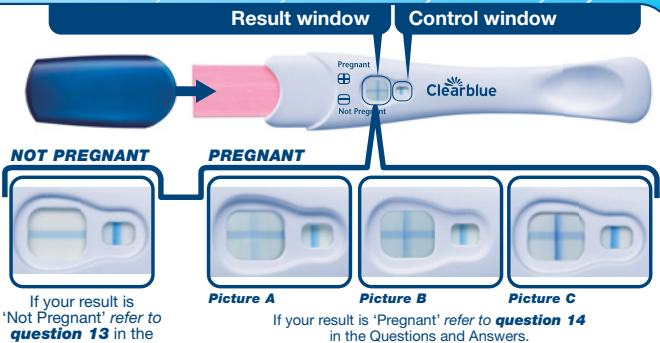 Result window Control window
Pregnant
Not Pregnant
Clearblue
NOT PREGNANT
PREGNANT
If your result is
'Not Pregnant' refer to
question 13 in the
Picture A Picture B Picture C
If your result is 'Pregnant' refer to question 14
in the Questions and Answers.